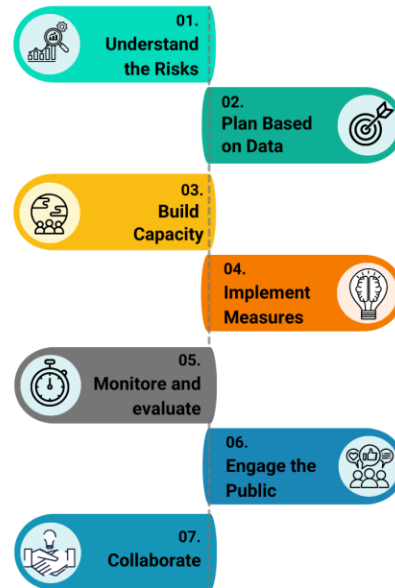 01.
Understand
the Risks
02.
Plan Based
on Data
03.
Build
Capacity
04.
Implement
Measures
05.
Monitore and
evaluate
06.
Engage the
Public
07.
Collaborate